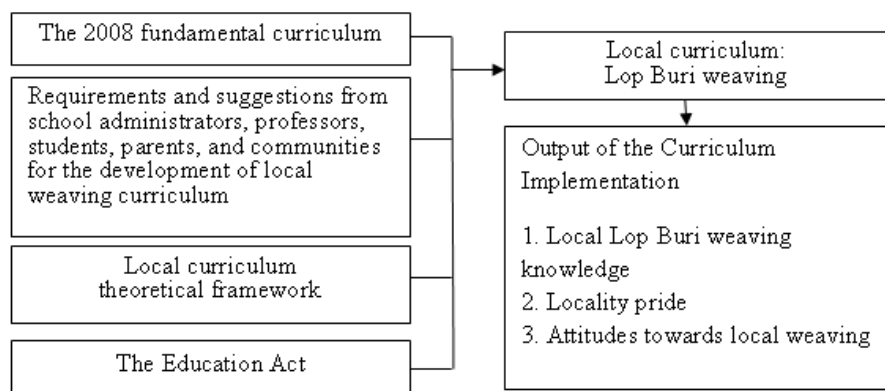 The 2008 fundamental curriculum
Requirements and suggestions from
school administrators, professors,
students, parents, and communities
for the development of local
weaving curriculum
Local curriculum
theoretical framework
The Education Act
Local curriculum:
Lop Buri weaving
Output of the Curriculum
Implementation
1. Local Lop Buri weaving
knowledge
2. Locality pride
3. Attitudes towards local weaving